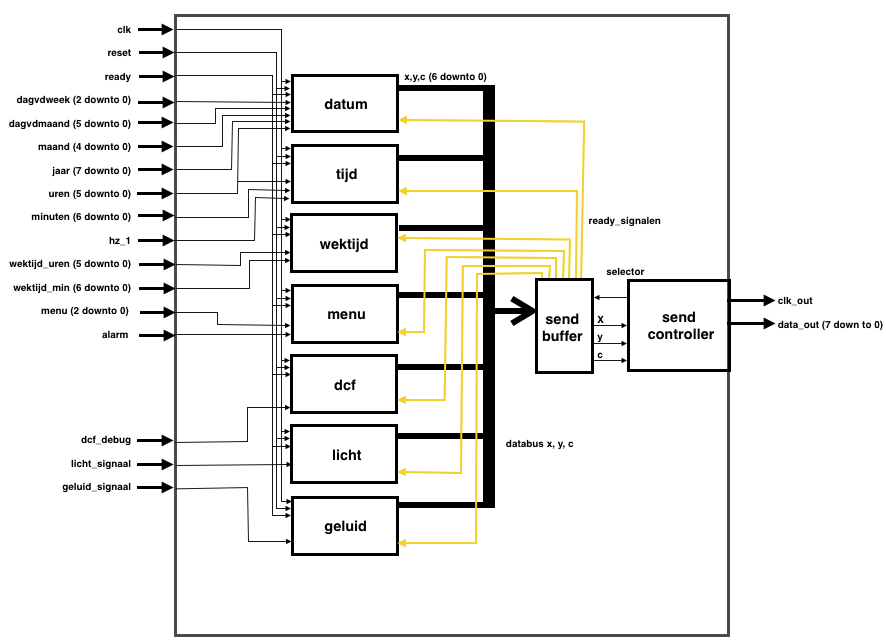 clk
reset
ready
dagvdweek (2 downto 0)
dagvdmaand (5 downto 0)
maand (4 downto 0)
jaar (7 downto 0)
uren (5 downto 0)
minuten (6 downto 0)
hz_1
wektijd_uren (5 downto 0)
wektijd_min (6 downto 0)
menu (2 downto 0)
alarm
dcf_debug
licht_signaal
geluid_signaal
datum
tijd
wektijd
menu
dcf
licht
geluid
x,y,c (6 downto 0)
ready_signalen
databus x, y, c
send
buffer
selector
X
y
c
send
controller
clk_out
data_out (7 down to 0)